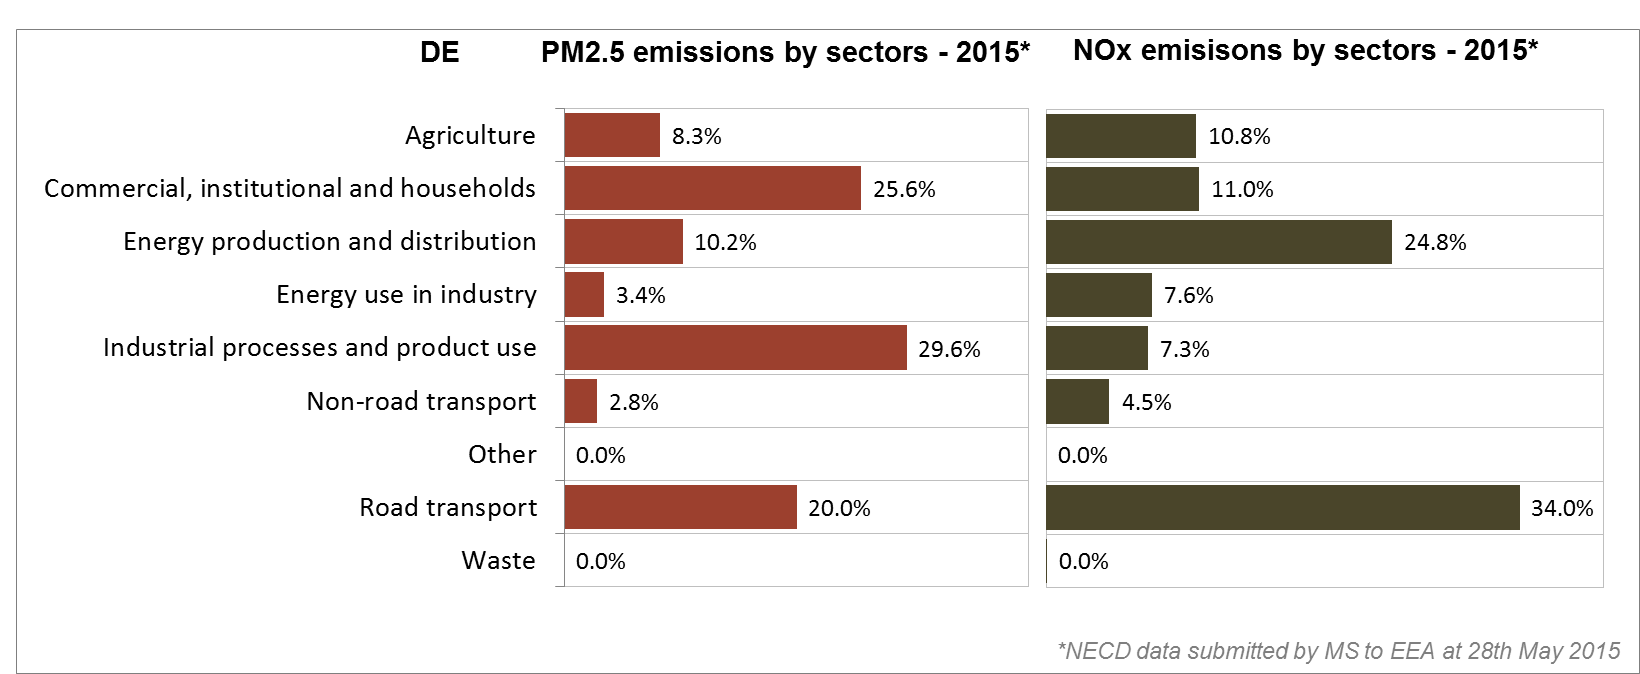 DE PM2.5 emissions by sectors - 2015* NOx emisisons by sectors - 2015*
Agriculture 8.3% 10.8%
Commercial, institutional and households 25.6% 11.0%
Energy production and distribution 10.2% 24.8%
Energy use in industry 3.4% 7.6%
Industrial processes and product use 29.6% 7.3%
Non-road transport 2.8% 4.5%
Other 0.0% 0.0%
Road transport 20.0% 34.0%
Waste 0.0% 0.0%
*NECD data submitted by MS to EEA at 28th May 2015